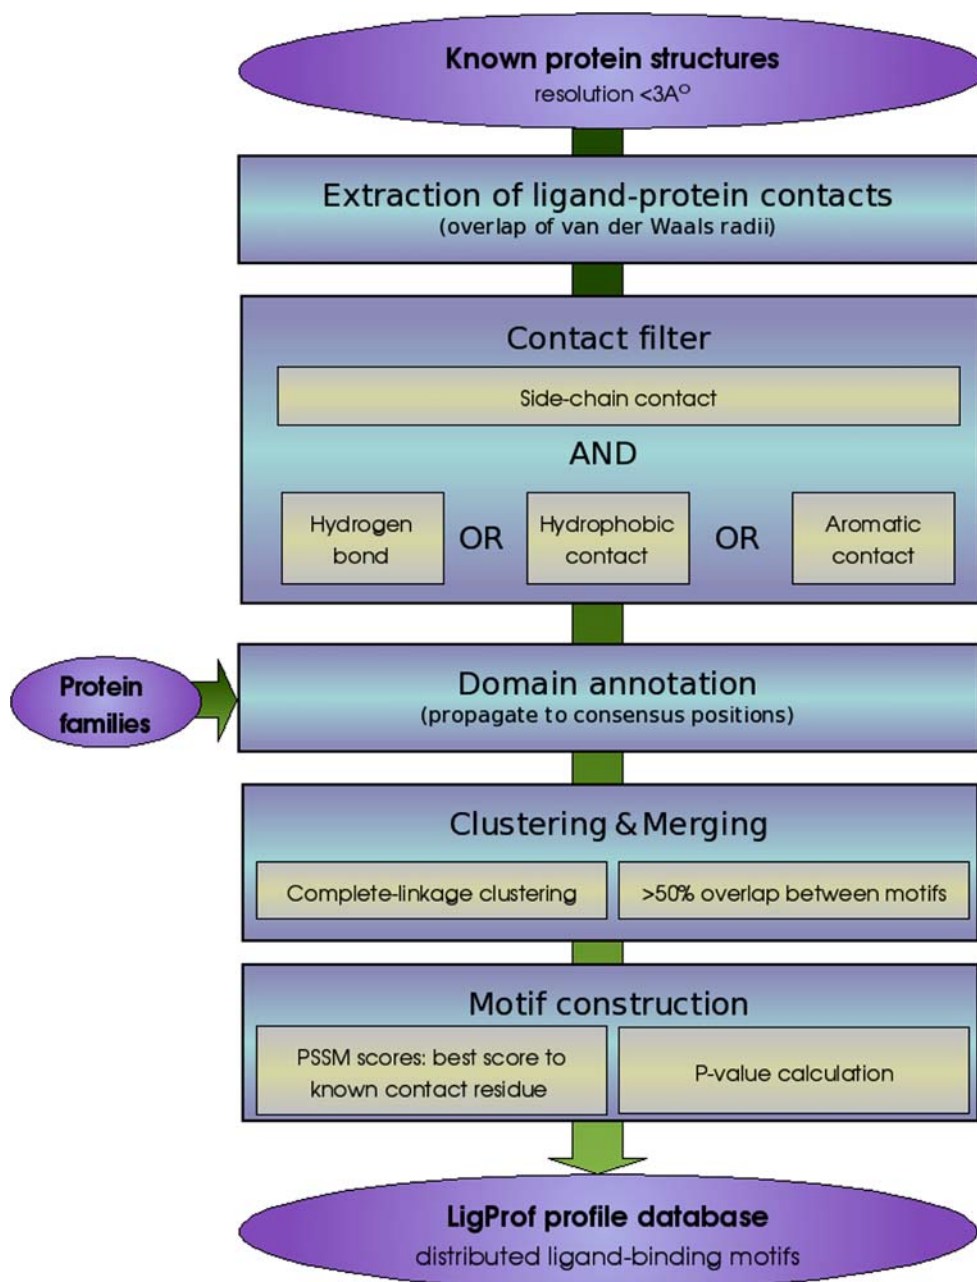 Known protein structures
resolution <3A°
Extraction of ligand-protein contacts
(overlap of van der Waals radii)
Contact filter
Side-chain contact
AND
Hydrogen
bond
OR
Hydrophobic
contact
OR
Aromatic
contact
Protein
families
Domain annotation
(propagate to consensus positions)
Clustering & Merging
Complete-linkage clustering
>50% overlap between motifs
Motif construction
PSSM scores: best score to
known contact residue
P-value calculation
LigProf profile database
distributed ligand-binding motifs